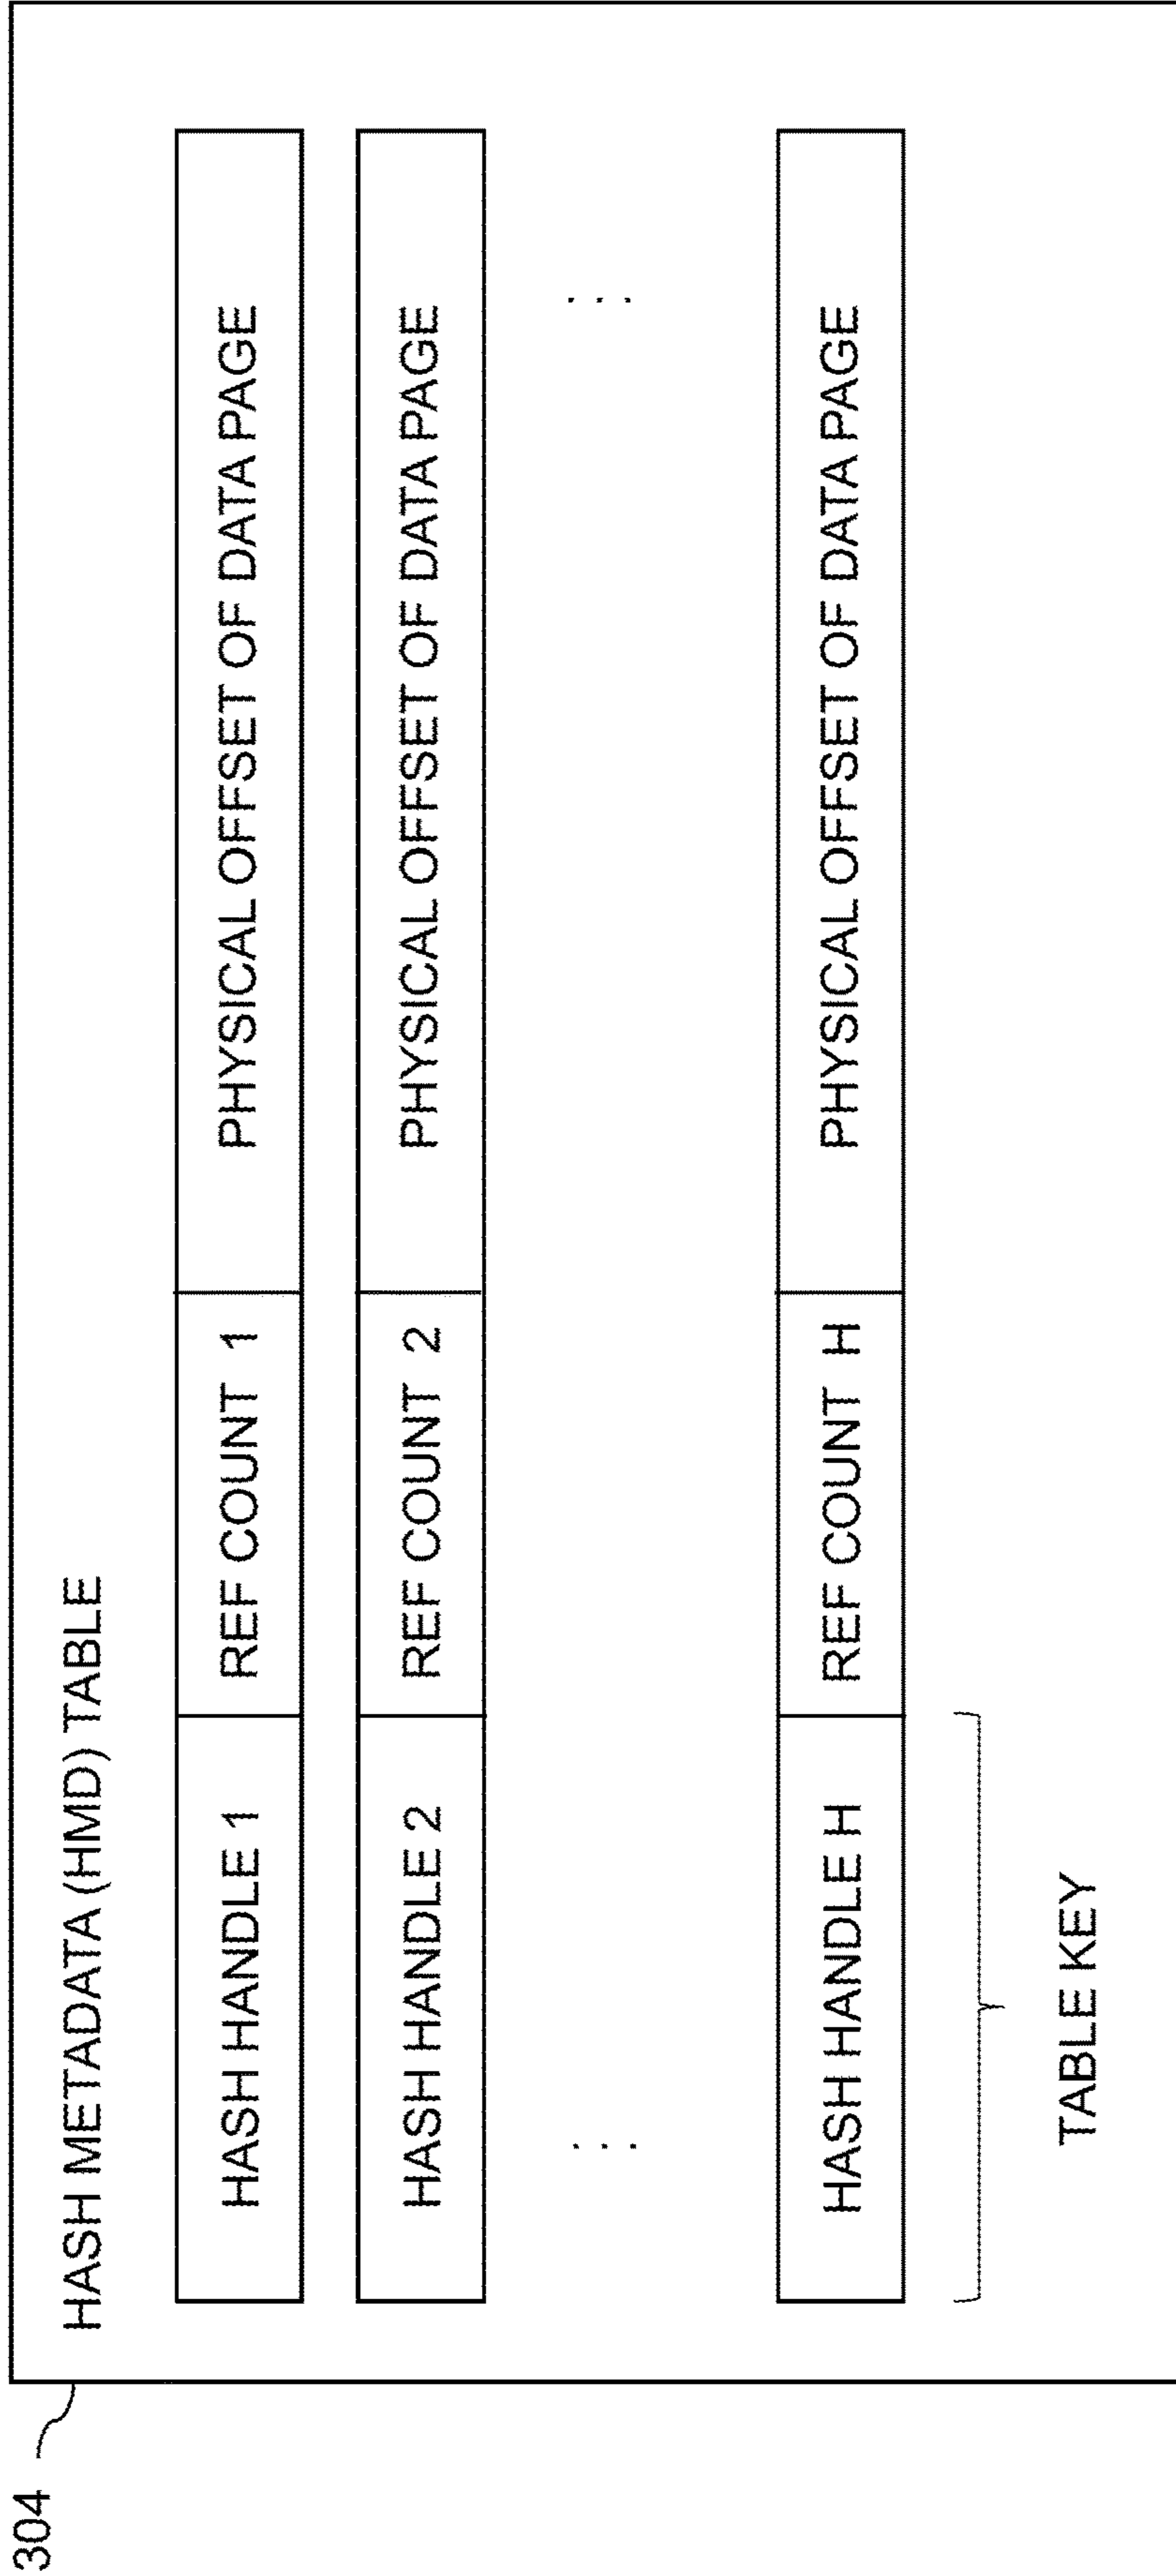 304
HASH METADATA (HMD) TABLE
HASH HANDLE 1 REF COUNT 1 PHYSICAL OFFSET OF DATA PAGE
HASH HANDLE 2 REF COUNT 2 PHYSICAL OFFSET OF DATA PAGE
. . . . . .
HASH HANDLE H REF COUNT H PHYSICAL OFFSET OF DATA PAGE
TABLE KEY